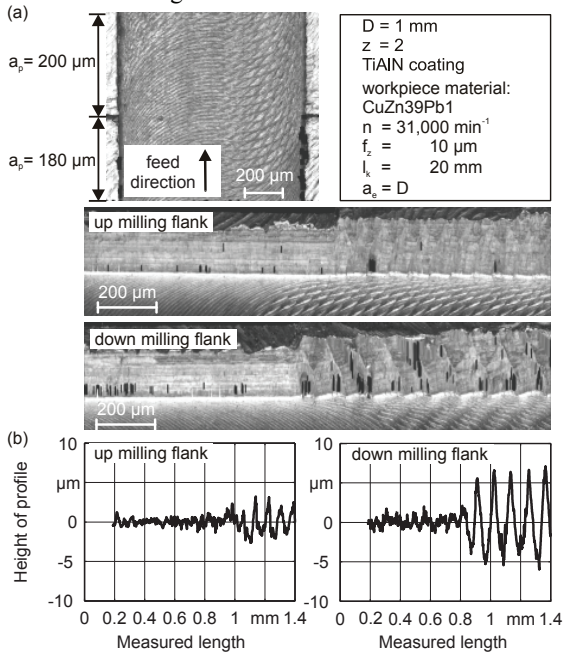 (a)
aₚ= 200 µm
aₚ= 180 µm
feed
direction
200 µm
D = 1 mm
z = 2
TiAlN coating
workpiece material:
CuZn39Pb1
n = 31,000 min⁻¹
f_z = 10 µm
l_k = 20 mm
aₑ = D
up milling flank
200 µm
down milling flank
200 µm
(b)
Height of profile
10
µm
0
-5
-10
up milling flank
0 0.2 0.4 0.6 0.8 1 mm 1.4
Measured length
10
µm
0
-5
-10
down milling flank
0 0.2 0.4 0.6 0.8 1 mm 1.4
Measured length